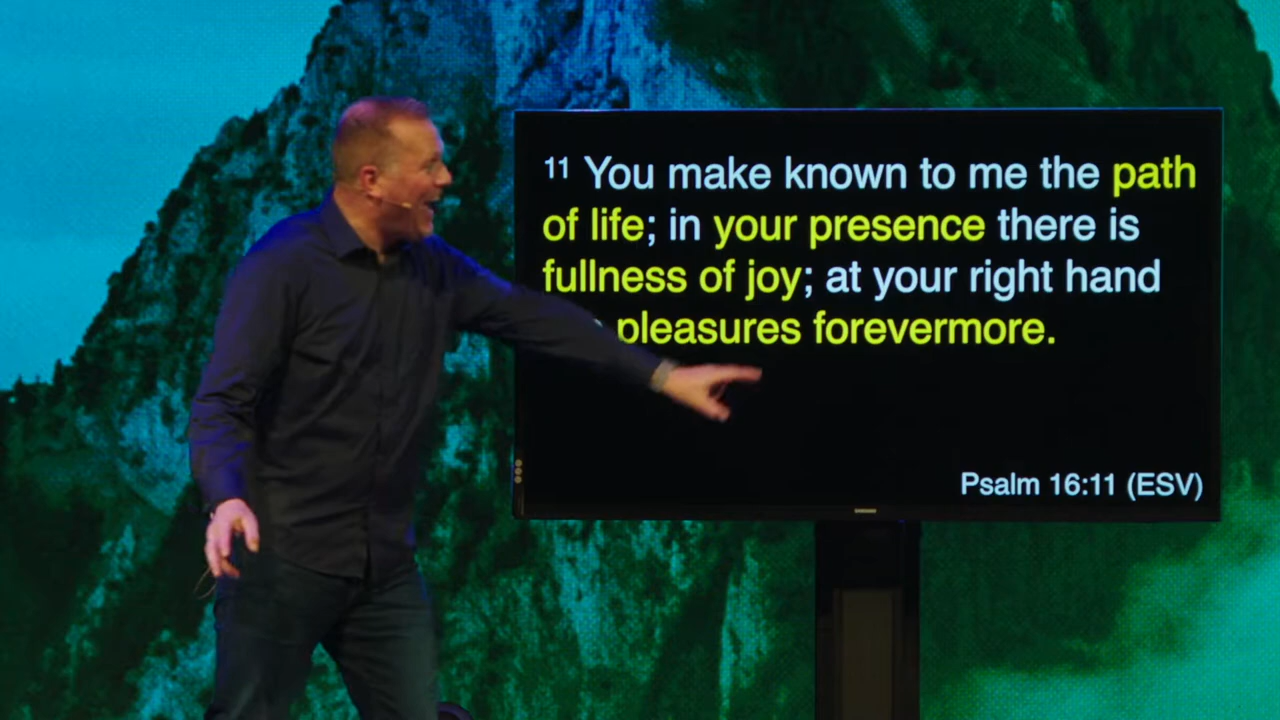 11 You make known to me the path
of life; in your presence there is
fullness of joy; at your right hand
pleasures forevermore.
Psalm 16:11 (ESV)